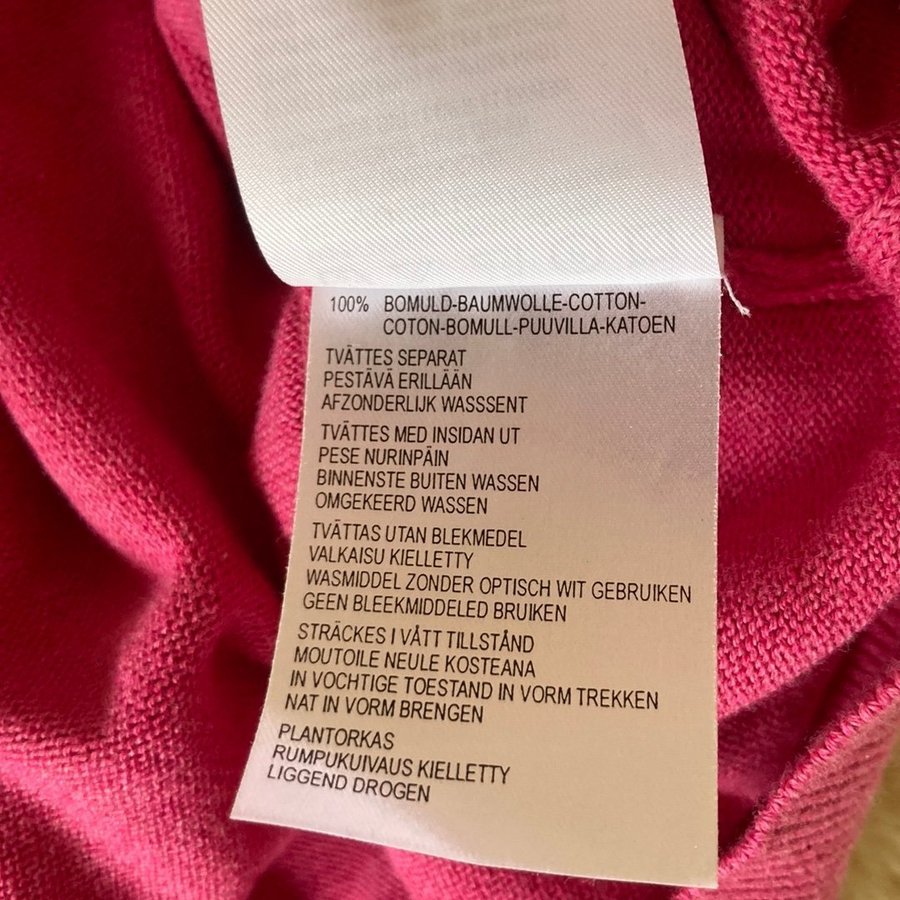 100% BOMULD-BAUMWOLLE-COTTON-
COTON-BOMULL-PUUVILLA-KATOEN
TVÄTTES SEPARAT
PESTÄVÄ ERILLÄÄN
AFZONDERLIJK WASSSENT
TVÄTTES MED INSIDAN UT
PESE NURINPÄIN
BINNENSTE BUITEN WASSEN
OMGEKEERD WASSEN
TVÄTTAS UTAN BLEKMEDEL
VALKAISU KIELLETTY
WASMIDDEL ZONDER OPTISCH WIT GEBRUIKEN
GEEN BLEEKMIDDELED BRUIKEN
STRÄCKES I VÅTT TILLSTÅND
MOUTOILE NEULE KOSTEANA
IN VOCHTIGE TOESTAND IN VORM TREKKEN
NAT IN VORM BRENGEN
PLANTORKAS
RUMPUKUIVAUS KIELLETTY
LIGGEND DROGEN